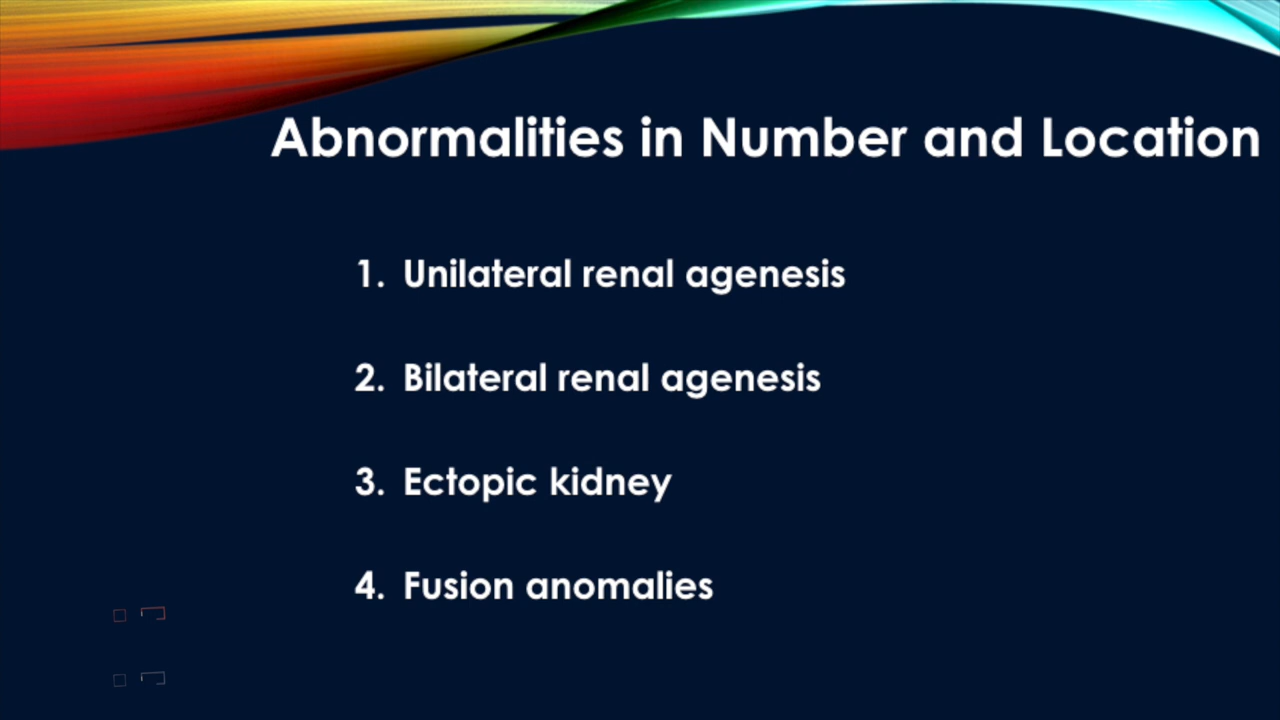 Abnormalities in Number and Location
1. Unilateral renal agenesis
2. Bilateral renal agenesis
3. Ectopic kidney
4. Fusion anomalies